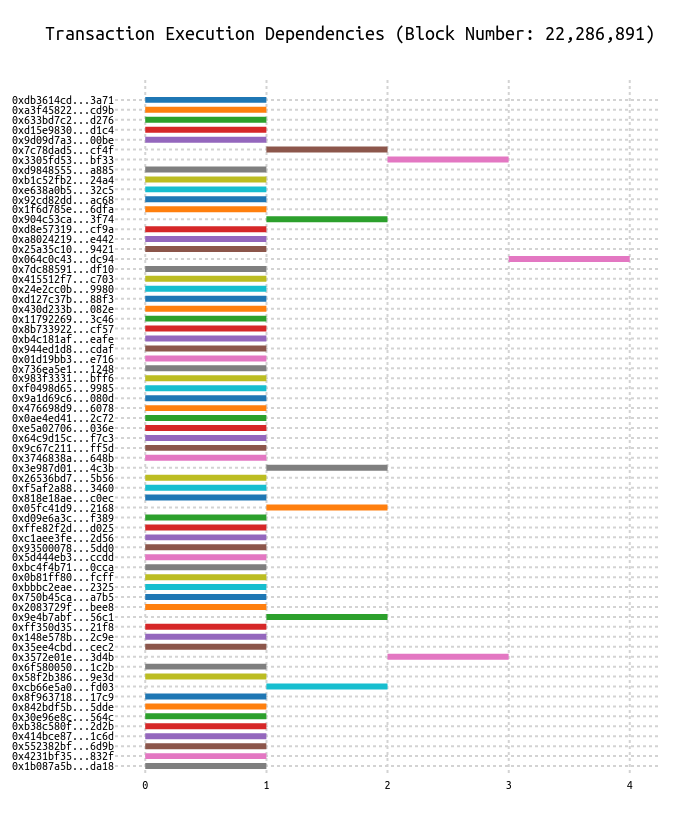 Transaction Execution Dependencies (Block Number: 22,286,891)
0xdb3614cd...3a71
0xa3f45822...cd9b
0x633bd7c2...d276
0xd15e9830...d1c4
0x9d09d7a3...00be
0x7c78dad5...cf4f
0x3305fd53...bf33
0xd9848555...a885
0xb1c52fb2...24a4
0xe638a0b5...32c5
0x92cd82dd...ac68
0x1f6d785e...6dfa
0x904c53ca...3f74
0xd8e57319...cf9a
0xa8024219...e442
0x25a35c10...9421
0x064c0c43...dc94
0x7dc88591...df10
0x415512f7...c703
0x24e2cc0b...9980
0xd127c37b...88f3
0x430d233b...082e
0x11792269...3c46
0x8b733922...cf57
0xb4c181af...eafe
0x944ed1d8...cdaf
0x01d19bb3...e716
0x736ea5e1...1248
0x983f3331...bff6
0xf0498d65...9985
0x9a1d69c6...080d
0x476698d9...6078
0x0ae4ed41...2c72
0xe5a02706...036e
0x64c9d15c...f7c3
0x9c67c211...ff5d
0x3746838a...648b
0x3e987d01...4c3b
0x26536bd7...5b56
0xf5af2a88...3460
0x818e18ae...c0ec
0x05fc41d9...2168
0xd09e6a3c...f389
0xffe82f2d...d025
0xc1aee3fe...2d56
0x93500078...5dd0
0x5d444eb3...ccdd
0xbc4f4b71...0cca
0x0b81ff80...fcff
0xbbbc2eae...2325
0x750b45ca...a7b5
0x2083729f...bee8
0x9e4b7abf...56c1
0xff350d35...21f8
0x148e578b...2c9e
0x35ee4cbd...cec2
0x3572e01e...3d4b
0x6f580050...1c2b
0x58f2b386...9e3d
0xcb66e5a0...fd03
0x8f963718...17c9
0x842bdf5b...5dde
0x30e96e8c...564c
0xb38c580f...2d2b
0x414bce87...1c6d
0x552382bf...6d9b
0x4231bf35...832f
0x1b087a5b...da18
0 1 2 3 4